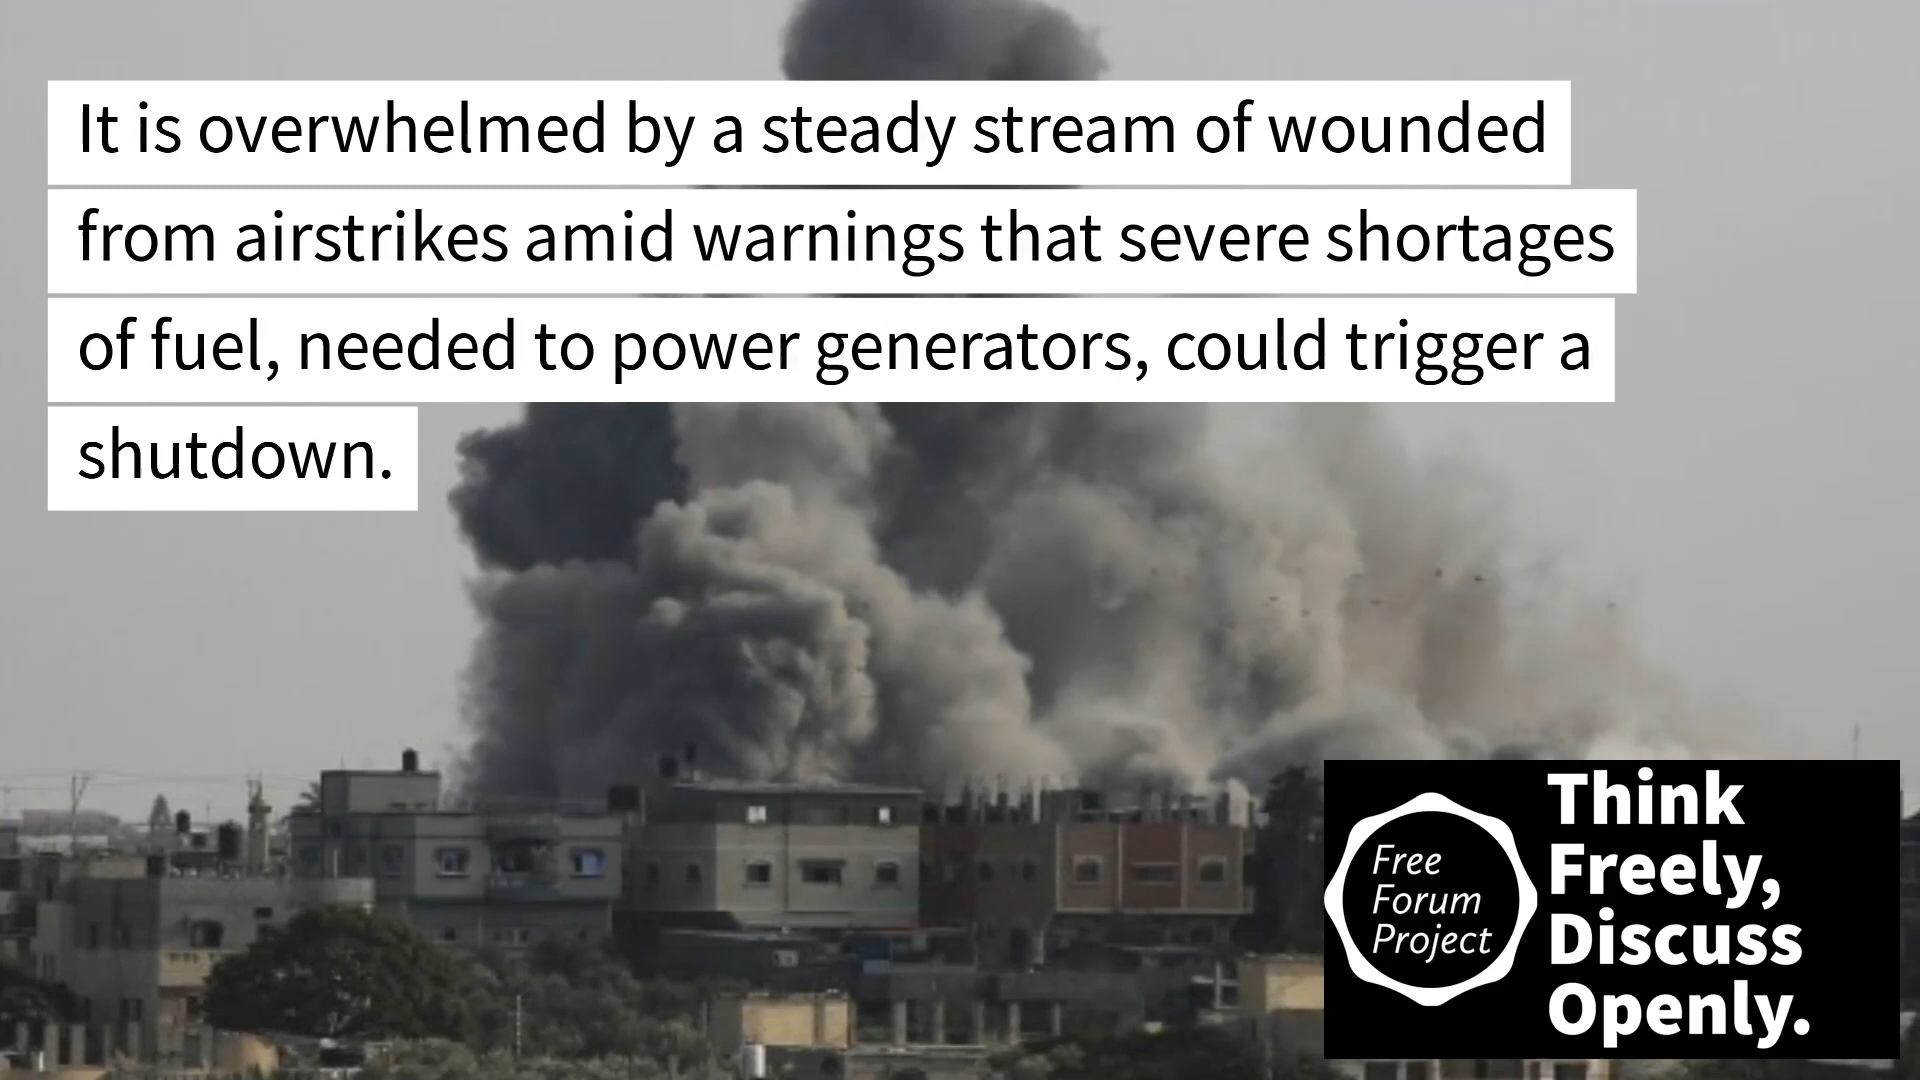 It is overwhelmed by a steady stream of wounded
from airstrikes amid warnings that severe shortages
of fuel, needed to power generators, could trigger a
shutdown.
Free
Forum
Project
Think
Freely,
Discuss
Openly.